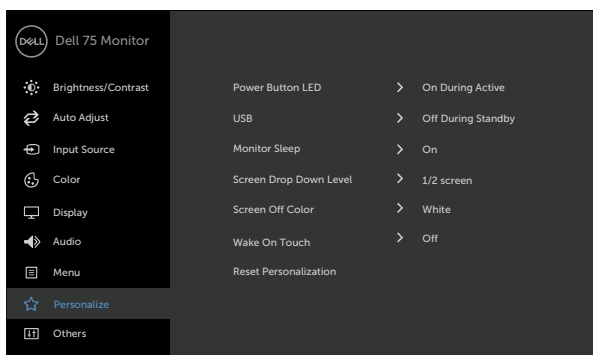 DELL Dell 75 Monitor
Brightness/Contrast
Auto Adjust
Input Source
Color
Display
Audio
Menu
Personalize
Others
Power Button LED > On During Active
USB > Off During Standby
Monitor Sleep > On
Screen Drop Down Level > 1/2 screen
Screen Off Color > White
Wake On Touch > Off
Reset Personalization